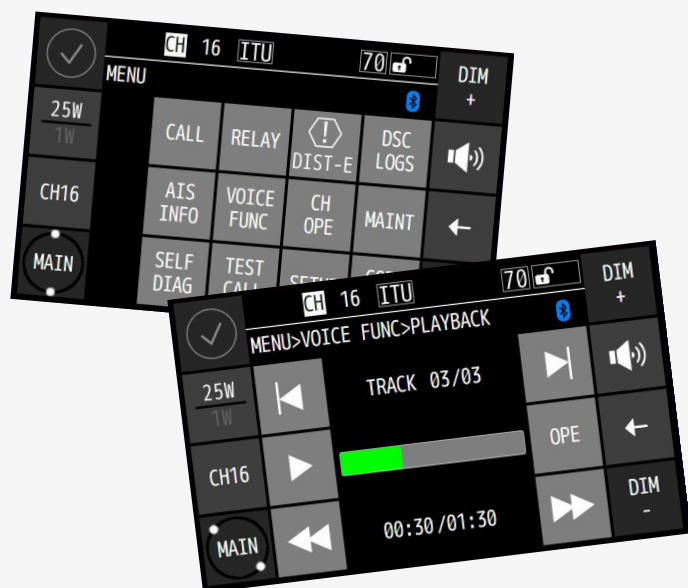 CH 16 ITU 70
DIM
+
MENU
25W
1W
CALL
RELAY
DIST-E
DSC
LOGS
CH16
AIS
INFO
VOICE
FUNC
CH
OPE
MAINT
MAIN
SELF
DIAG
TEST
CH 16 ITU 70
DIM
+
MENU>VOICE FUNC>PLAYBACK
25W
1W
TRACK 03/03
CH16
OPE
DIM
-
MAIN
00:30/01:30